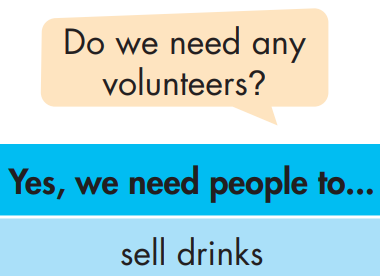 Do we need any
volunteers?
Yes, we need people to...
sell drinks